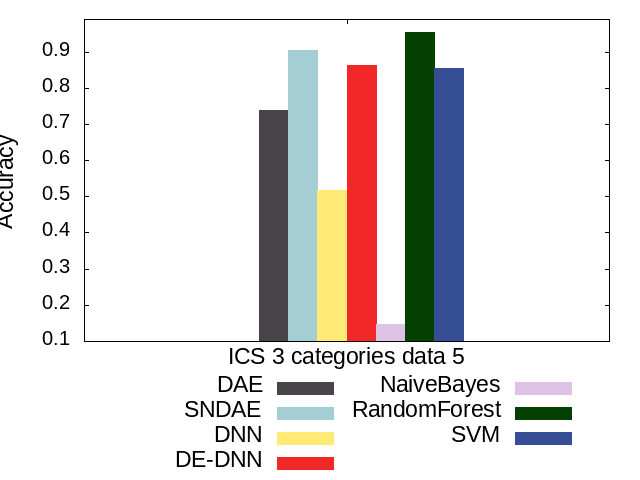 Accuracy
0.9
0.8
0.7
0.6
0.5
0.4
0.3
0.2
0.1
ICS 3 categories data 5
DAE
SNDAE
DNN
DE-DNN
NaiveBayes
RandomForest
SVM